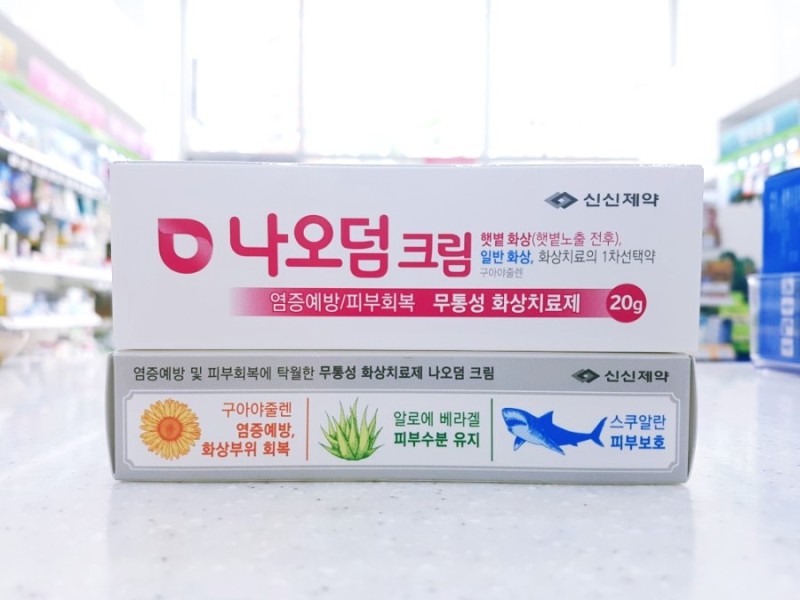 신신제약
나오덤 크림
햇볕 화상(햇볕노출 전후),
일반 화상, 화상치료의 1차선택약
구아야줄렌
염증예방/피부회복 무통성 화상치료제 20g
염증예방 및 피부회복에 탁월한 무통성 화상치료제 나오덤 크림
신신제약
구아야줄렌
염증예방,
화상부위 회복
알로에 베라겔
피부수분 유지
스쿠알란
피부보호